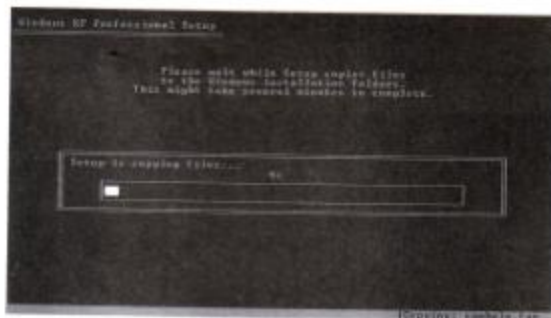 Windows XP Professional Setup
Please wait while Setup copies files
to the Windows installation folders.
This might take several minutes to complete.
Setup is copying files...
Copying: